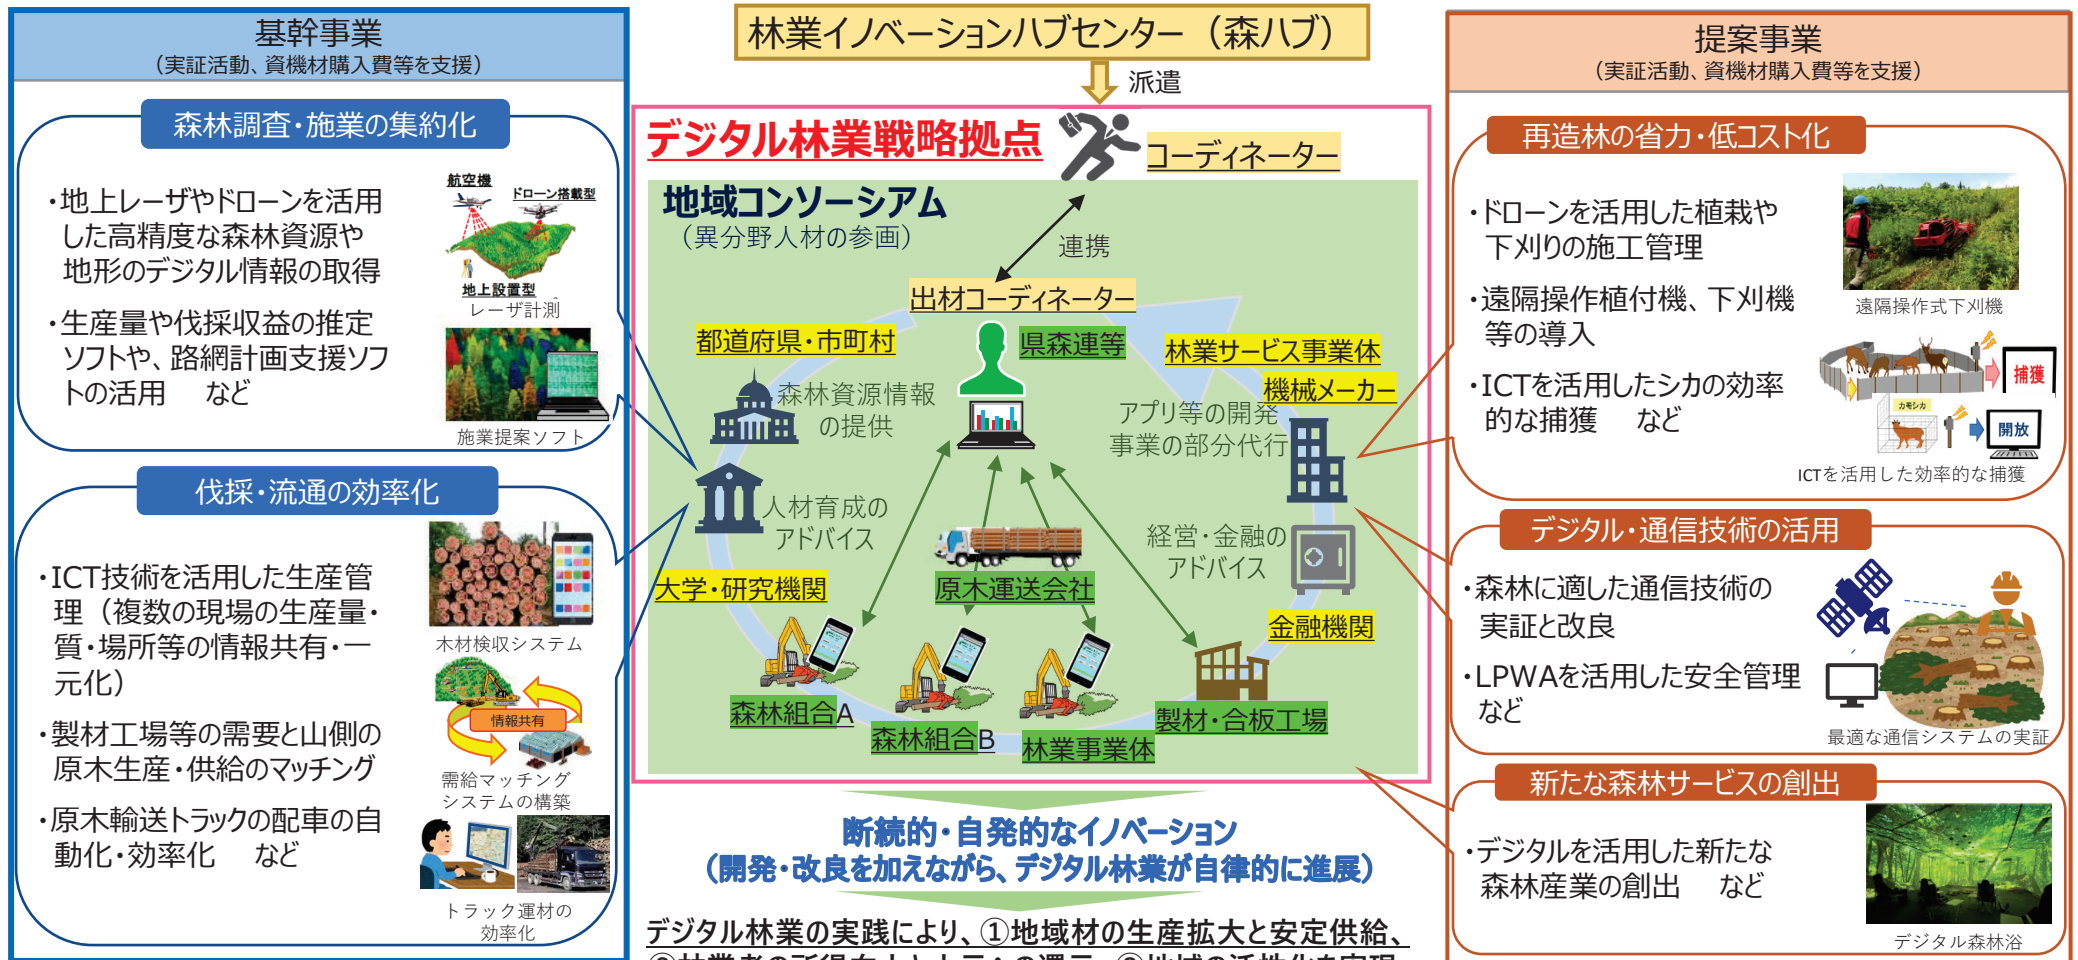 基幹事業
（実証活動、資機材購入費等を支援）
森林調査・施業の集約化
・地上レーザやドローンを活用
した高精度な森林資源や
地形のデジタル情報の取得
・生産量や伐採収益の推定
ソフトや、路網計画支援ソフ
トの活用　など
航空機
ドローン搭載型
地上設置型
レーザ計測
施業提案ソフト
伐採・流通の効率化
・ICT技術を活用した生産管
理（複数の現場の生産量・
質・場所等の情報共有・一
元化）
・製材工場等の需要と山側の
原木生産・供給のマッチング
・原木輸送トラックの配車の自
動化・効率化　など
木材検収システム
情報共有
需給マッチング
システムの構築
トラック運材の
効率化
林業イノベーションハブセンター（森ハブ）
派遣
デジタル林業戦略拠点
コーディネーター
地域コンソーシアム
（異分野人材の参画）
連携
出材コーディネーター
都道府県・市町村
県森連等
林業サービス事業体
機械メーカー
森林資源情報
の提供
アプリ等の開発
事業の部分代行
人材育成の
アドバイス
経営・金融の
アドバイス
大学・研究機関
原木運送会社
金融機関
森林組合A
森林組合B
林業事業体
製材・合板工場
断続的・自発的なイノベーション
（開発・改良を加えながら、デジタル林業が自律的に進展）
デジタル林業の実践により、①地域材の生産拡大と安定供給、
提案事業
（実証活動、資機材購入費等を支援）
再造林の省力・低コスト化
・ドローンを活用した植栽や
下刈りの施工管理
・遠隔操作植付機、下刈機
等の導入
・ICTを活用したシカの効率
的な捕獲　など
遠隔操作式下刈機
捕獲
カモシカ
開放
ICTを活用した効率的な捕獲
デジタル・通信技術の活用
・森林に適した通信技術の
実証と改良
・LPWAを活用した安全管理
など
最適な通信システムの実証
新たな森林サービスの創出
・デジタルを活用した新たな
森林産業の創出　など
デジタル森林浴